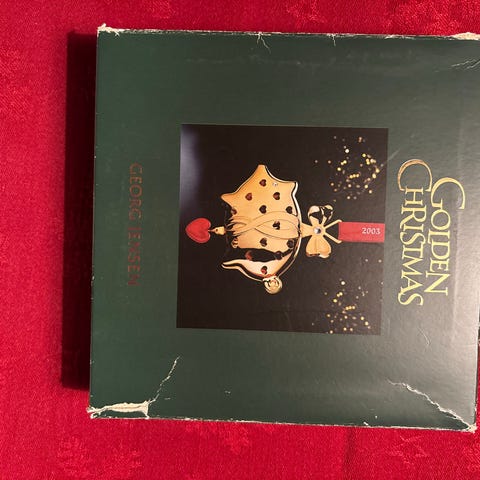 GOLDEN
CHRISTMAS
2003
GEORG JENSEN